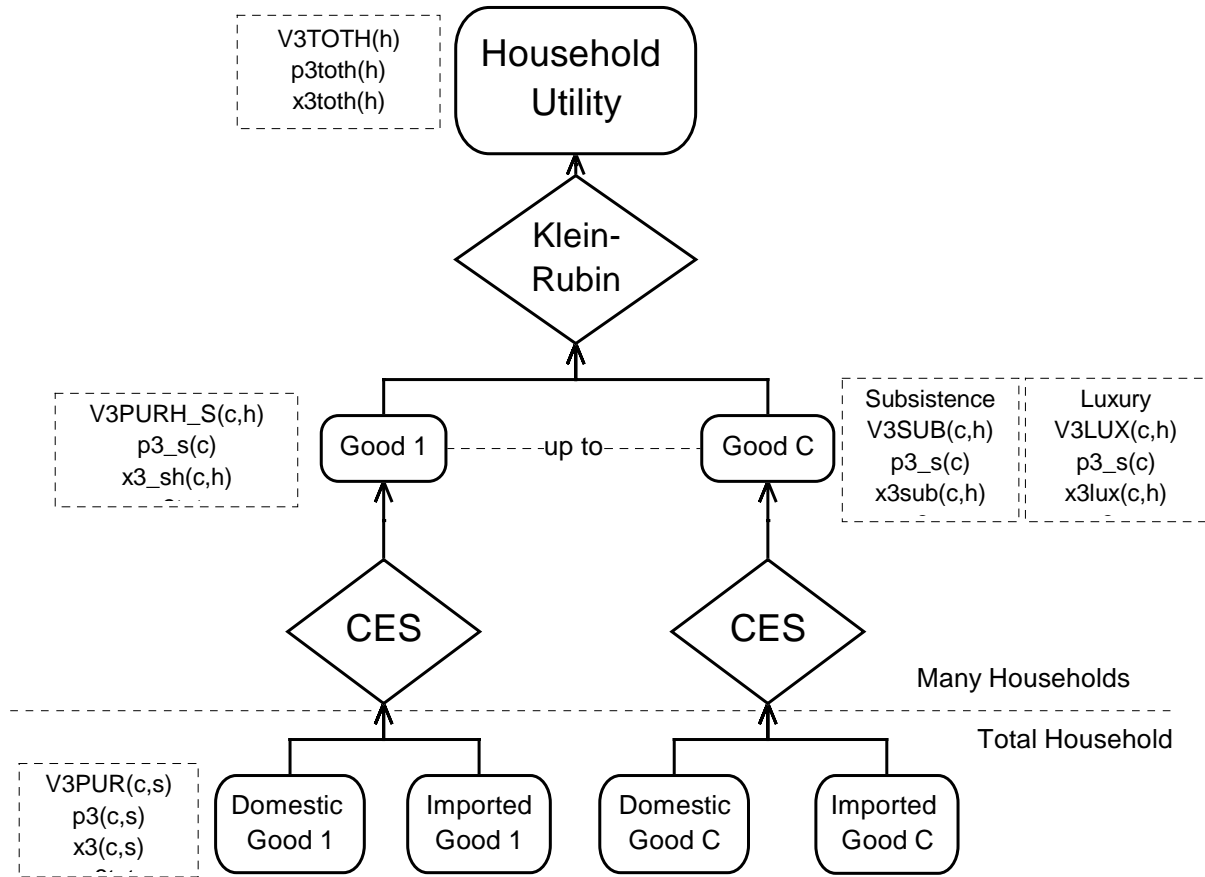 V3TOTH(h)
p3toth(h)
x3toth(h)
Household
Utility
Klein-
Rubin
V3PURH_S(c,h)
p3_s(c)
x3_sh(c,h)
Good 1
up to
Good C
Subsistence
V3SUB(c,h)
p3_s(c)
x3sub(c,h)
Luxury
V3LUX(c,h)
p3_s(c)
x3lux(c,h)
CES
CES
Many Households
Total Household
V3PUR(c,s)
p3(c,s)
x3(c,s)
Domestic
Good 1
Imported
Good 1
Domestic
Good C
Imported
Good C